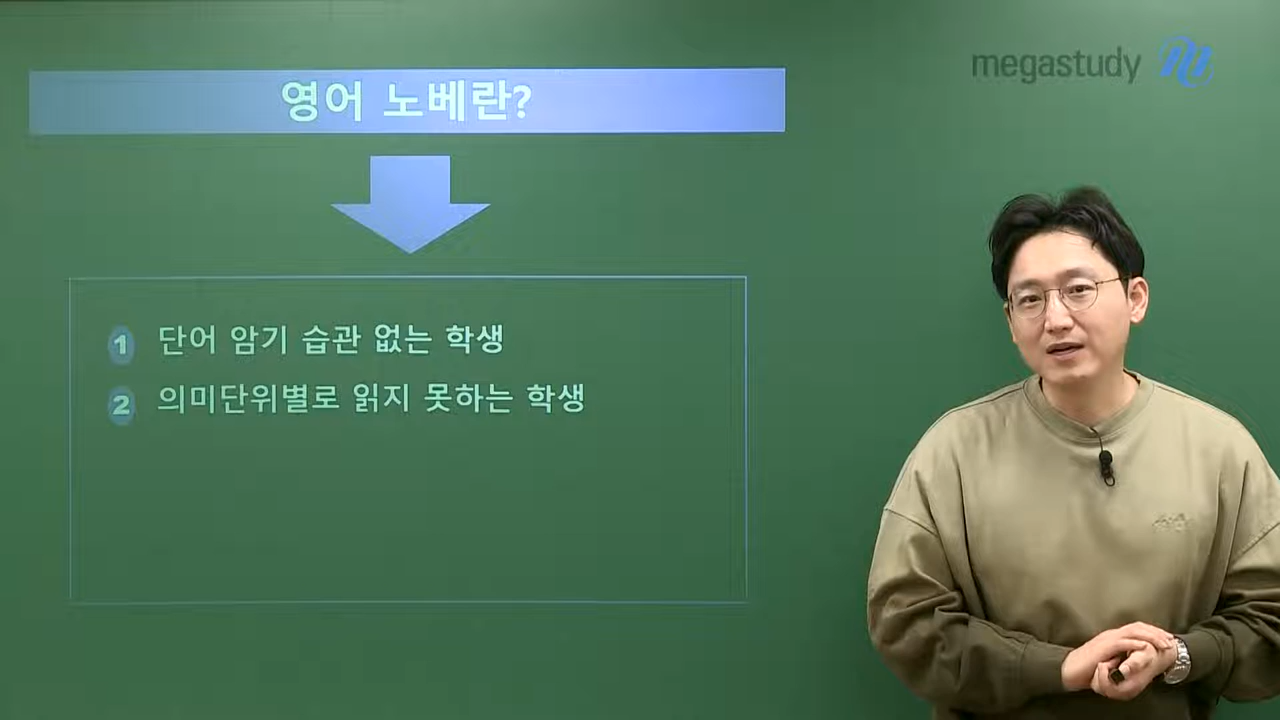 megastudy
영어 노베란?
1 단어 암기 습관 없는 학생
2 의미단위별로 읽지 못하는 학생